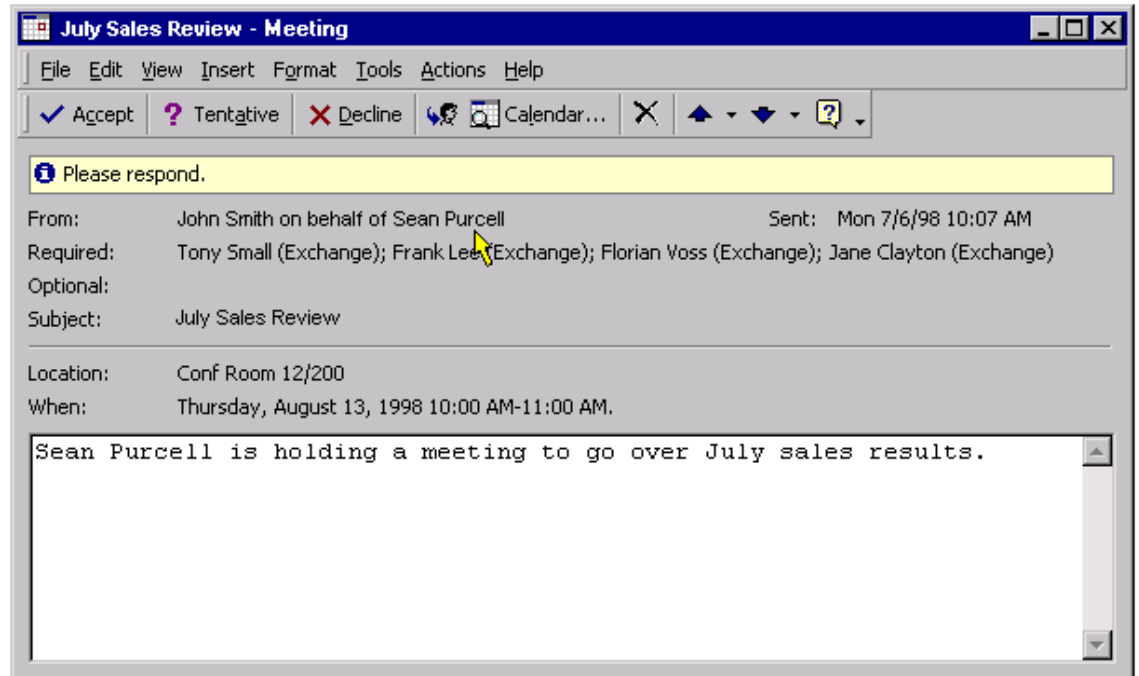 July Sales Review - Meeting
File Edit View Insert Format Tools Actions Help
Accept ? Tentative Decline Calendar...
Please respond.
From: John Smith on behalf of Sean Purcell Sent: Mon 7/6/98 10:07 AM
Required: Tony Small (Exchange); Frank Lee (Exchange); Florian Voss (Exchange); Jane Clayton (Exchange)
Optional:
Subject: July Sales Review
Location: Conf Room 12/200
When: Thursday, August 13, 1998 10:00 AM-11:00 AM.
Sean Purcell is holding a meeting to go over July sales results.